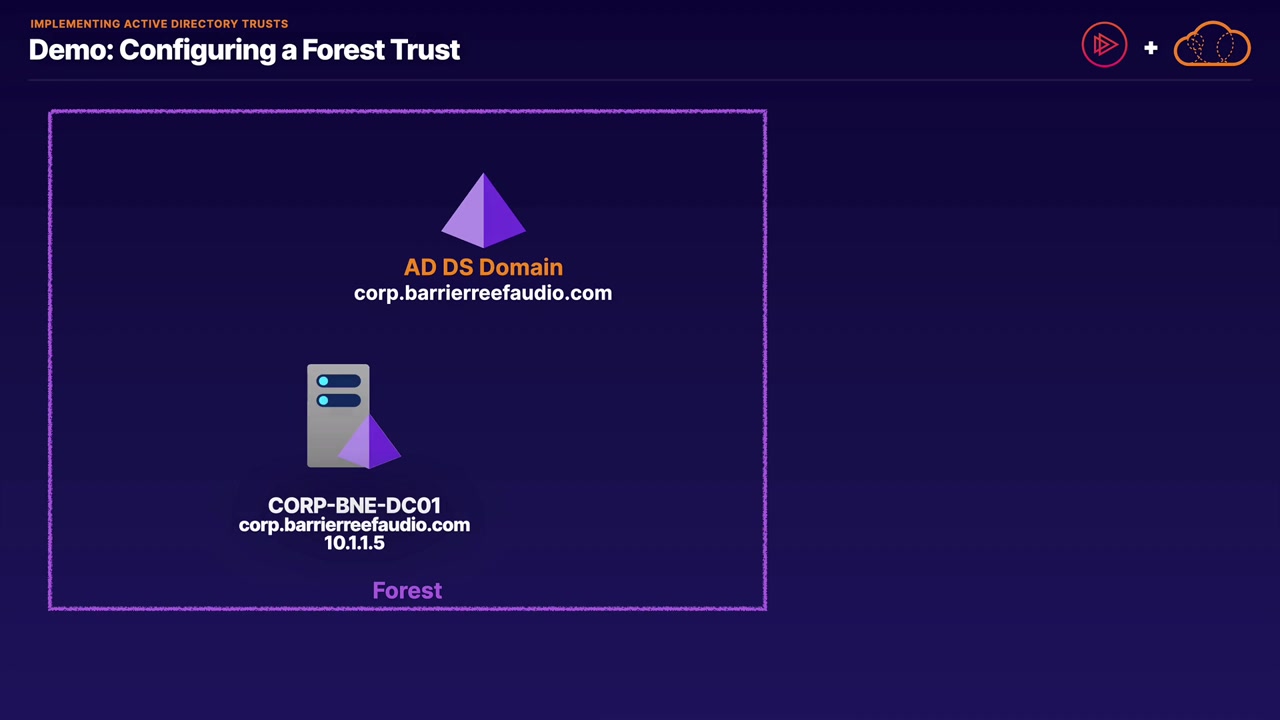 IMPLEMENTING ACTIVE DIRECTORY TRUSTS
Demo: Configuring a Forest Trust
+
AD DS Domain
corp.barrierreefaudio.com
CORP-BNE-DC01
corp.barrierreefaudio.com
10.1.1.5
Forest